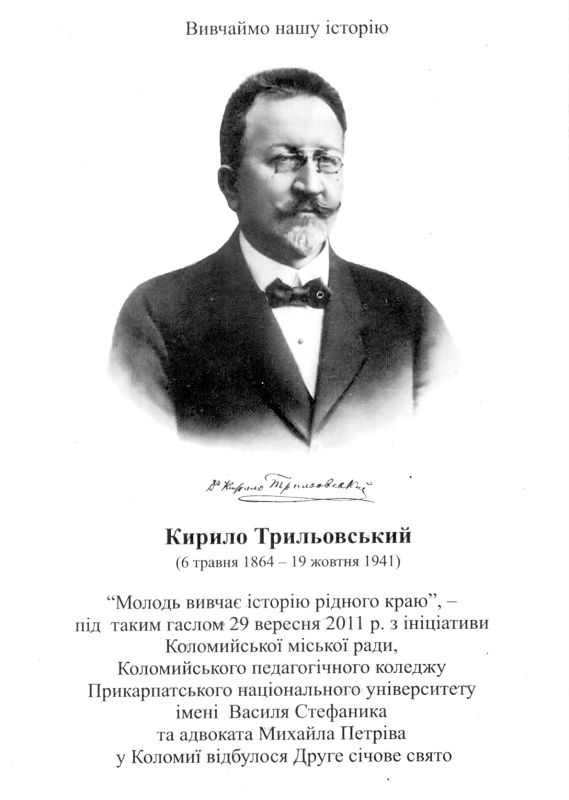 Вивчаймо нашу історію
Dr Кирило Трильовський
Кирило Трильовський
(6 травня 1864 – 19 жовтня 1941)
“Молодь вивчає історію рідного краю”, –
під таким гаслом 29 вересня 2011 р. з ініціативи
Коломийської міської ради,
Коломийського педагогічного коледжу
Прикарпатського національного університету
імені Василя Стефаника
та адвоката Михайла Петріва
у Коломиї відбулося Друге січове свято